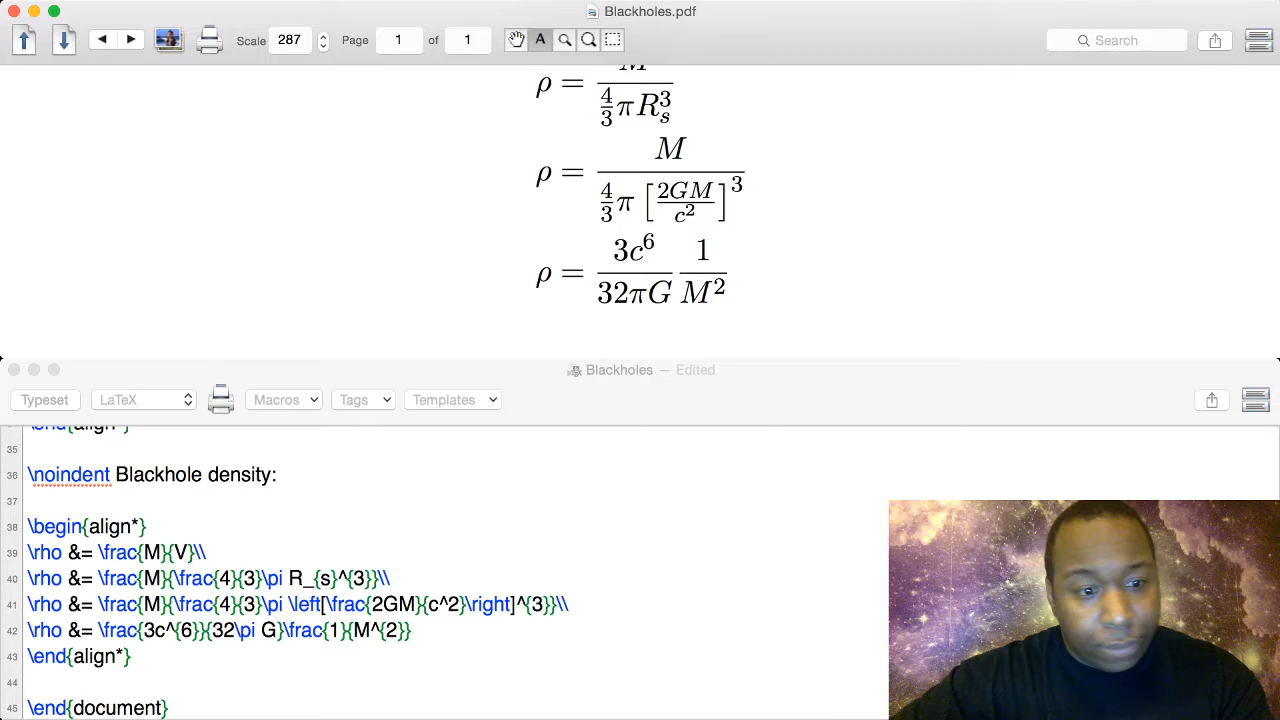 Blackholes.pdf
Scale 287 Page 1 of 1 Search
ρ = M / (4/3 πR_s^3)
ρ = M / (4/3 π [2GM/c^2]^3)
ρ = 3c^6/32πG 1/M^2
Blackholes — Edited
Typeset LaTeX Macros Tags Templates
\end{align*}
35
36 \noindent Blackhole density:
37
38 \begin{align*}
39 \rho &= \frac{M}{V}\\
40 \rho &= \frac{M}{\frac{4}{3}\pi R_{s}^{3}}\\
41 \rho &= \frac{M}{\frac{4}{3}\pi \left[\frac{2GM}{c^2}\right]^{3}}\\
42 \rho &= \frac{3c^{6}}{32\pi G}\frac{1}{M^{2}}
43 \end{align*}
44
45 \end{document}